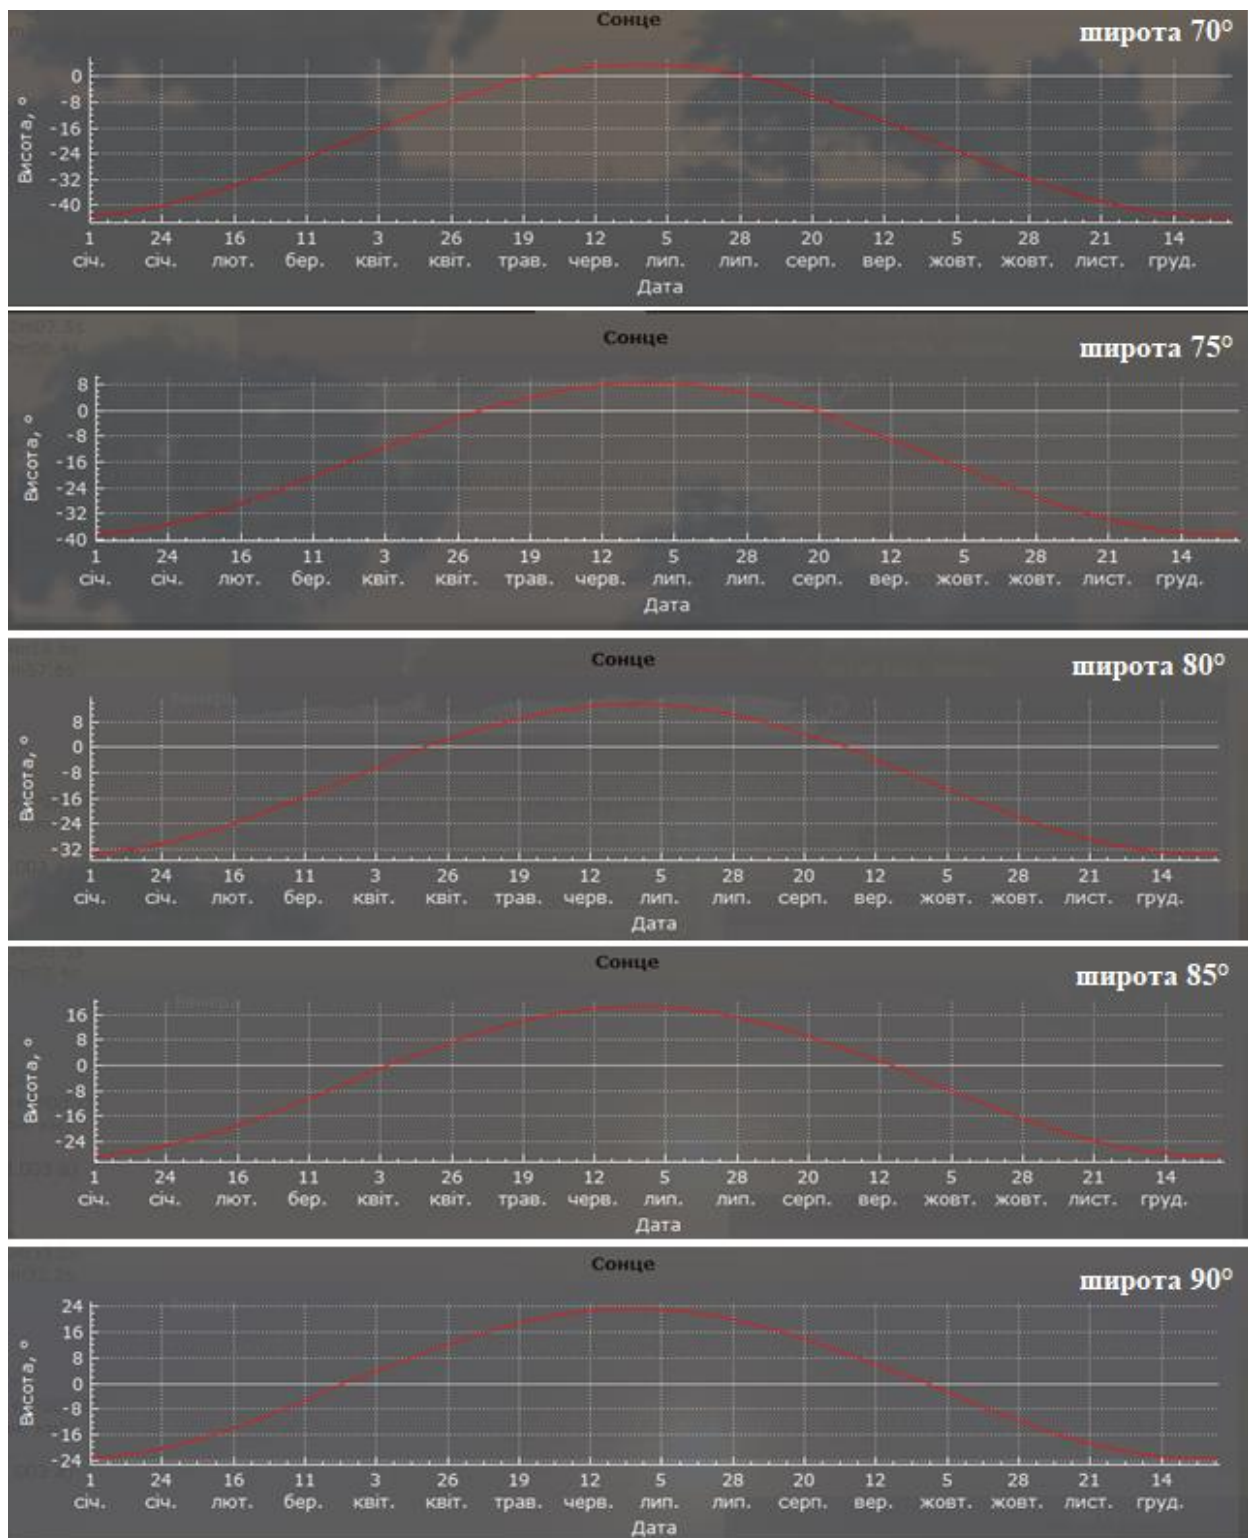 Сонце
широта 70°
Висота, °
0
-8
-16
-24
-32
-40
1 24 16 11 3 26 19 12 5 28 20 12 5 28 21 14
січ. січ. лют. бер. квіт. квіт. трав. черв. лип. лип. серп. вер. жовт. жовт. лист. груд.
Дата
Сонце
широта 75°
Висота, °
8
0
-8
-16
-24
-32
-40
1 24 16 11 3 26 19 12 5 28 20 12 5 28 21 14
січ. січ. лют. бер. квіт. квіт. трав. черв. лип. лип. серп. вер. жовт. жовт. лист. груд.
Дата
Сонце
широта 80°
Висота, °
8
0
-8
-16
-24
-32
1 24 16 11 3 26 19 12 5 28 20 12 5 28 21 14
січ. січ. лют. бер. квіт. квіт. трав. черв. лип. лип. серп. вер. жовт. жовт. лист. груд.
Дата
Сонце
широта 85°
Висота, °
16
8
0
-8
-16
-24
1 24 16 11 3 26 19 12 5 28 20 12 5 28 21 14
січ. січ. лют. бер. квіт. квіт. трав. черв. лип. лип. серп. вер. жовт. жовт. лист. груд.
Дата
Сонце
широта 90°
Висота, °
24
16
8
0
-8
-16
-24
1 24 16 11 3 26 19 12 5 28 20 12 5 28 21 14
січ. січ. лют. бер. квіт. квіт. трав. черв. лип. лип. серп. вер. жовт. жовт. лист. груд.
Дата